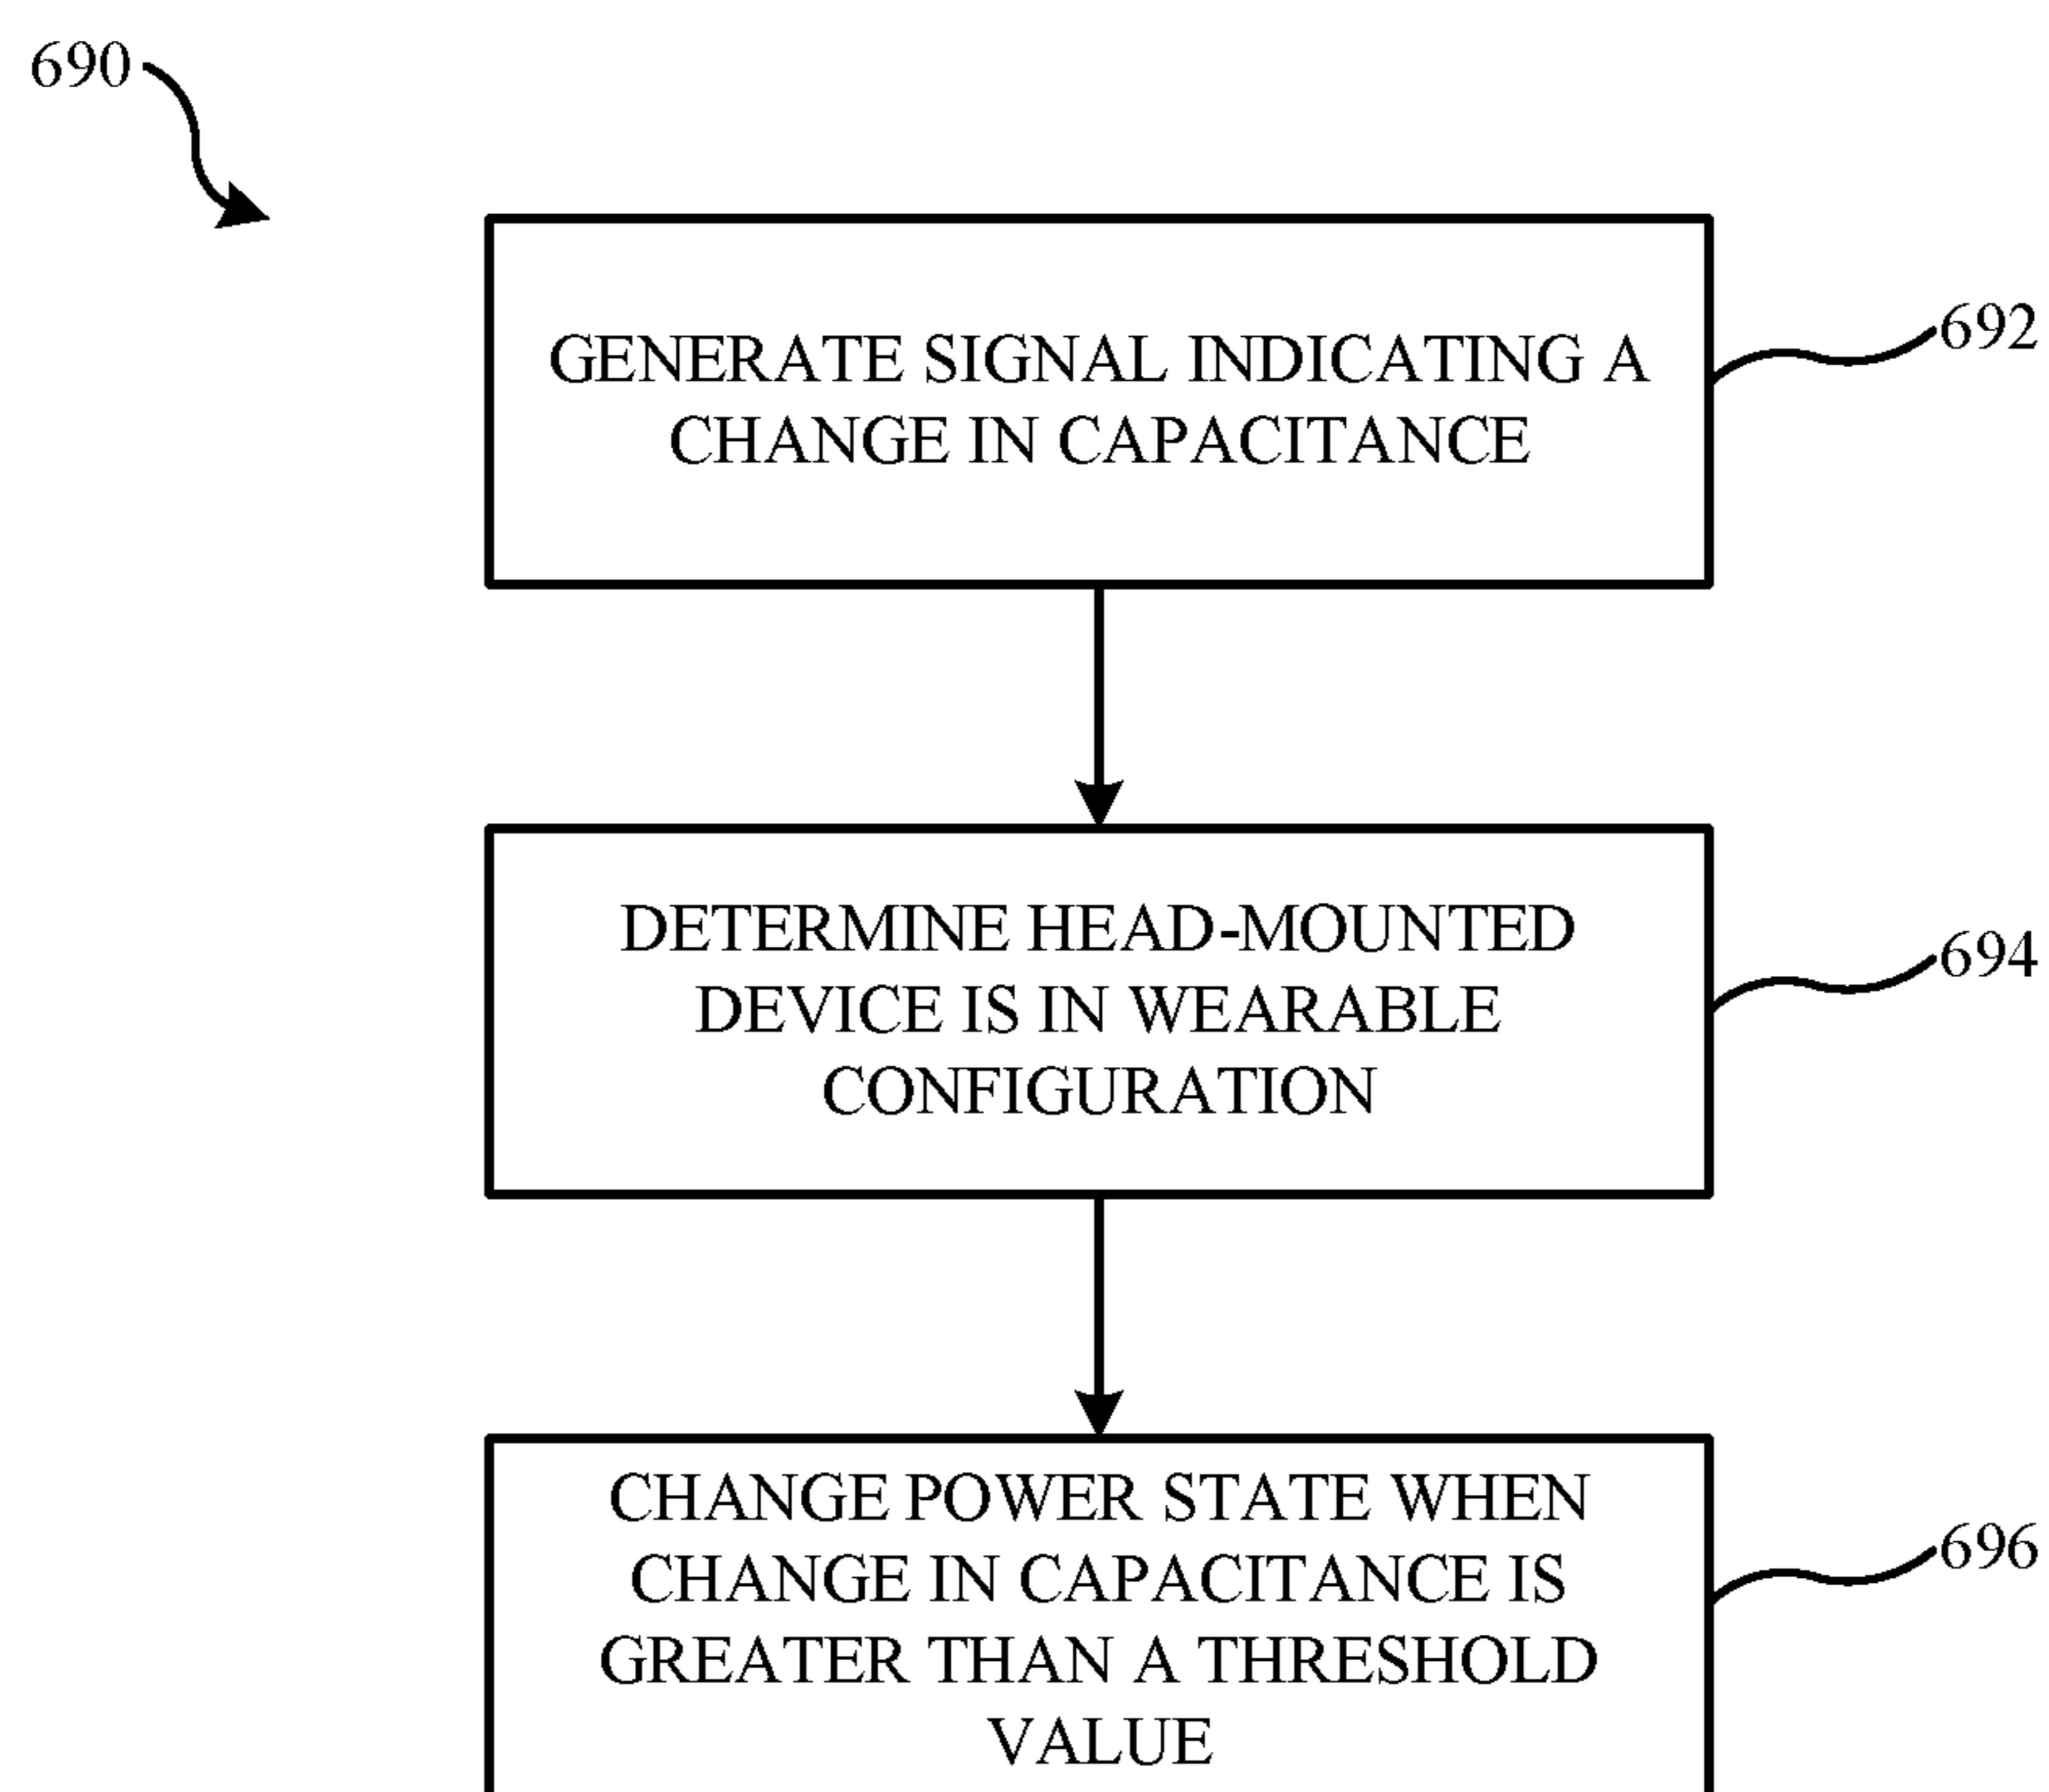 690
GENERATE SIGNAL INDICATING A
CHANGE IN CAPACITANCE
692
DETERMINE HEAD-MOUNTED
DEVICE IS IN WEARABLE
CONFIGURATION
694
CHANGE POWER STATE WHEN
CHANGE IN CAPACITANCE IS
GREATER THAN A THRESHOLD
VALUE
696